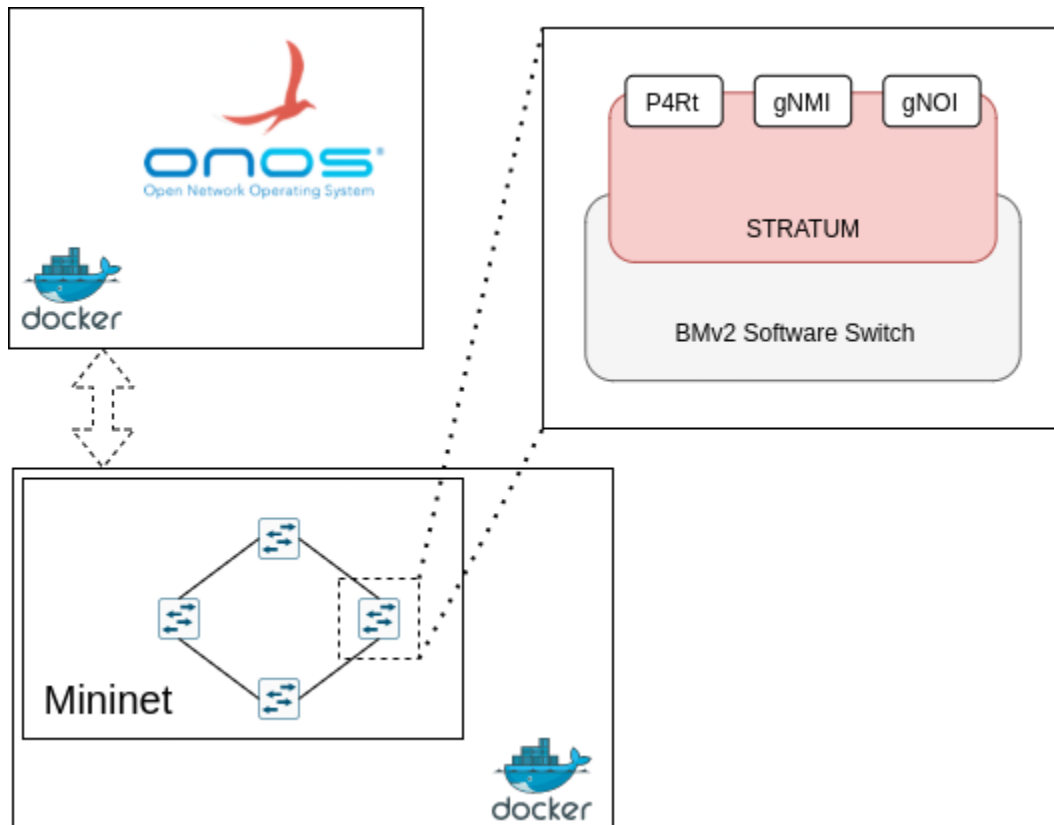 onos®
Open Network Operating System
docker
P4Rt
gNMI
gNOI
STRATUM
BMv2 Software Switch
Mininet
docker